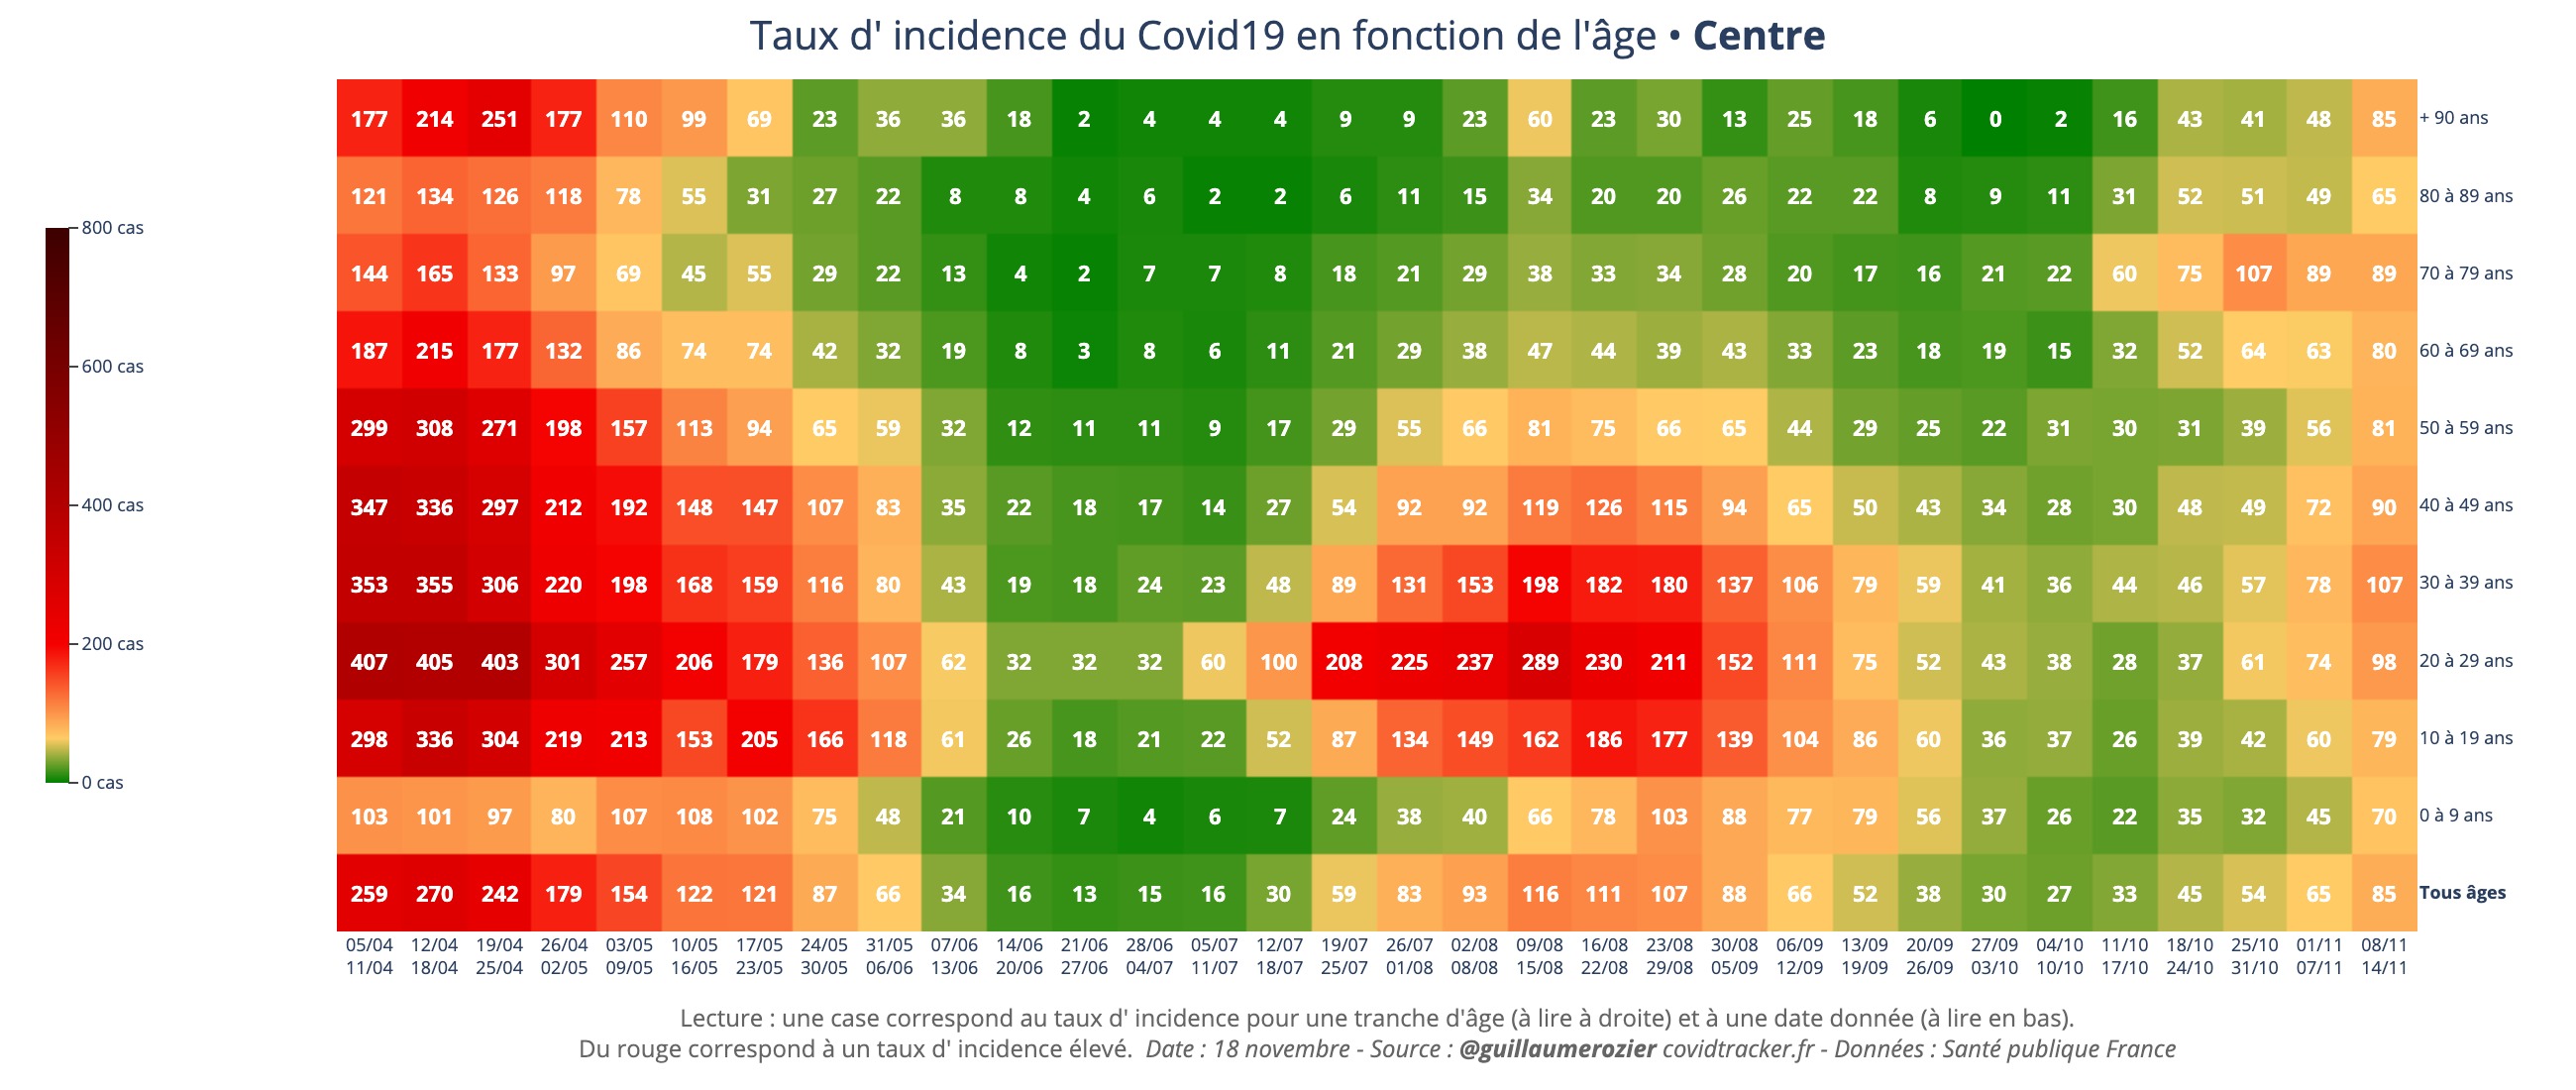 Taux d' incidence du Covid19 en fonction de l'âge • Centre
800 cas
600 cas
400 cas
200 cas
0 cas
177 214 251 177 110 99 69 23 36 36 18 2 4 4 4 9 9 23 60 23 30 13 25 18 6 0 2 16 43 41 48 85 + 90 ans
121 134 126 118 78 55 31 27 22 8 8 4 6 2 2 6 11 15 34 20 20 26 22 22 8 9 11 31 52 51 49 65 80 à 89 ans
144 165 133 97 69 45 55 29 22 13 4 2 7 7 8 18 21 29 38 33 34 28 20 17 16 21 22 60 75 107 89 89 70 à 79 ans
187 215 177 132 86 74 74 42 32 19 8 3 8 6 11 21 29 38 47 44 39 43 33 23 18 19 15 32 52 64 63 80 60 à 69 ans
299 308 271 198 157 113 94 65 59 32 12 11 11 9 17 29 55 66 81 75 66 65 44 29 25 22 31 30 31 39 56 81 50 à 59 ans
347 336 297 212 192 148 147 107 83 35 22 18 17 14 27 54 92 92 119 126 115 94 65 50 43 34 28 30 48 49 72 90 40 à 49 ans
353 355 306 220 198 168 159 116 80 43 19 18 24 23 48 89 131 153 198 182 180 137 106 79 59 41 36 44 46 57 78 107 30 à 39 ans
407 405 403 301 257 206 179 136 107 62 32 32 32 60 100 208 225 237 289 230 211 152 111 75 52 43 38 28 37 61 74 98 20 à 29 ans
298 336 304 219 213 153 205 166 118 61 26 18 21 22 52 87 134 149 162 186 177 139 104 86 60 36 37 26 39 42 60 79 10 à 19 ans
103 101 97 80 107 108 102 75 48 21 10 7 4 6 7 24 38 40 66 78 103 88 77 79 56 37 26 22 35 32 45 70 0 à 9 ans
259 270 242 179 154 122 121 87 66 34 16 13 15 16 30 59 83 93 116 111 107 88 66 52 38 30 27 33 45 54 65 85 Tous âges
05/04 12/04 19/04 26/04 03/05 10/05 17/05 24/05 31/05 07/06 14/06 21/06 28/06 05/07 12/07 19/07 26/07 02/08 09/08 16/08 23/08 30/08 06/09 13/09 20/09 27/09 04/10 11/10 18/10 25/10 01/11 08/11
11/04 18/04 25/04 02/05 09/05 16/05 23/05 30/05 06/06 13/06 20/06 27/06 04/07 11/07 18/07 25/07 01/08 08/08 15/08 22/08 29/08 05/09 12/09 19/09 26/09 03/10 10/10 17/10 24/10 31/10 07/11 14/11
Lecture : une case correspond au taux d' incidence pour une tranche d'âge (à lire à droite) et à une date donnée (à lire en bas).
Du rouge correspond à un taux d' incidence élevé. Date : 18 novembre - Source : @guillaumerozier covidtracker.fr - Données : Santé publique France